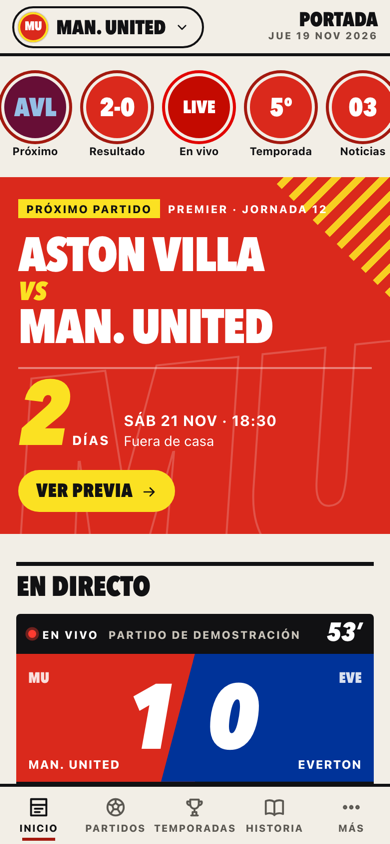 MU MAN. UNITED
PORTADA
JUE 19 NOV 2026
AVL
2-0
LIVE
5º
03
Próximo
Resultado
En vivo
Temporada
Noticias
PRÓXIMO PARTIDO PREMIER · JORNADA 12
ASTON VILLA
VS
MAN. UNITED
2 DÍAS
SÁB 21 NOV · 18:30
Fuera de casa
VER PREVIA →
MU
EN DIRECTO
EN VIVO PARTIDO DE DEMOSTRACIÓN 53’
MU
EVE
1 0
MAN. UNITED
EVERTON
INICIO
PARTIDOS
TEMPORADAS
HISTORIA
MÁS